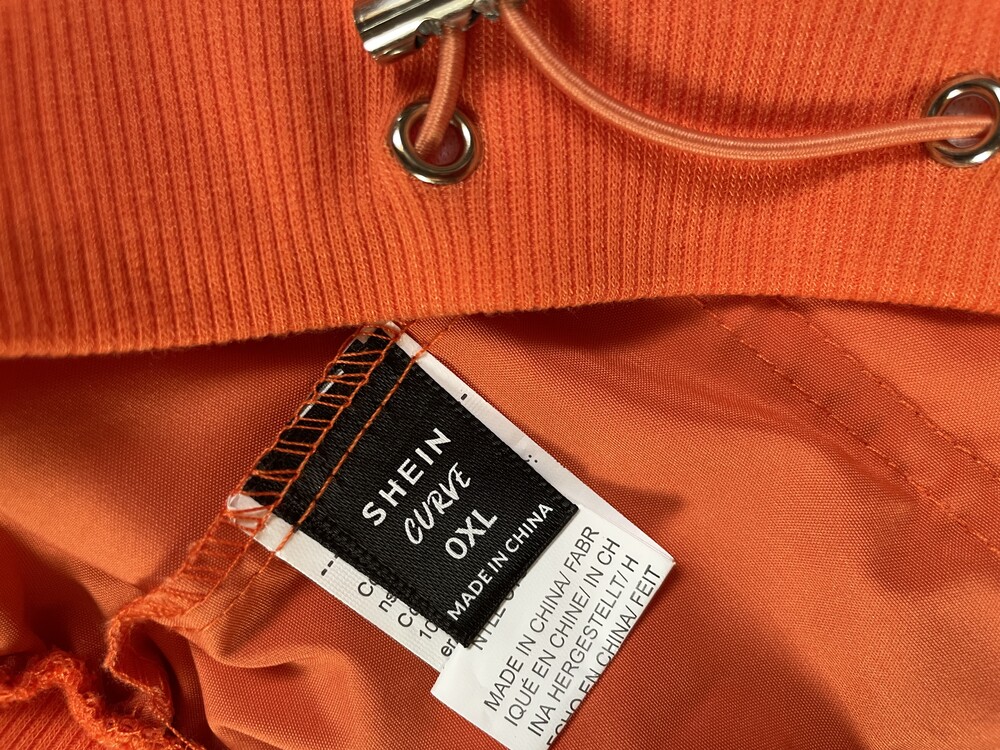 SHEIN
CURVE
0XL
MADE IN CHINA
MADE IN CHINA/ FABR
IQUÉ EN CHINE/ IN CH
INA HERGESTELLT/ H
ECHO EN CHINA/ FEIT